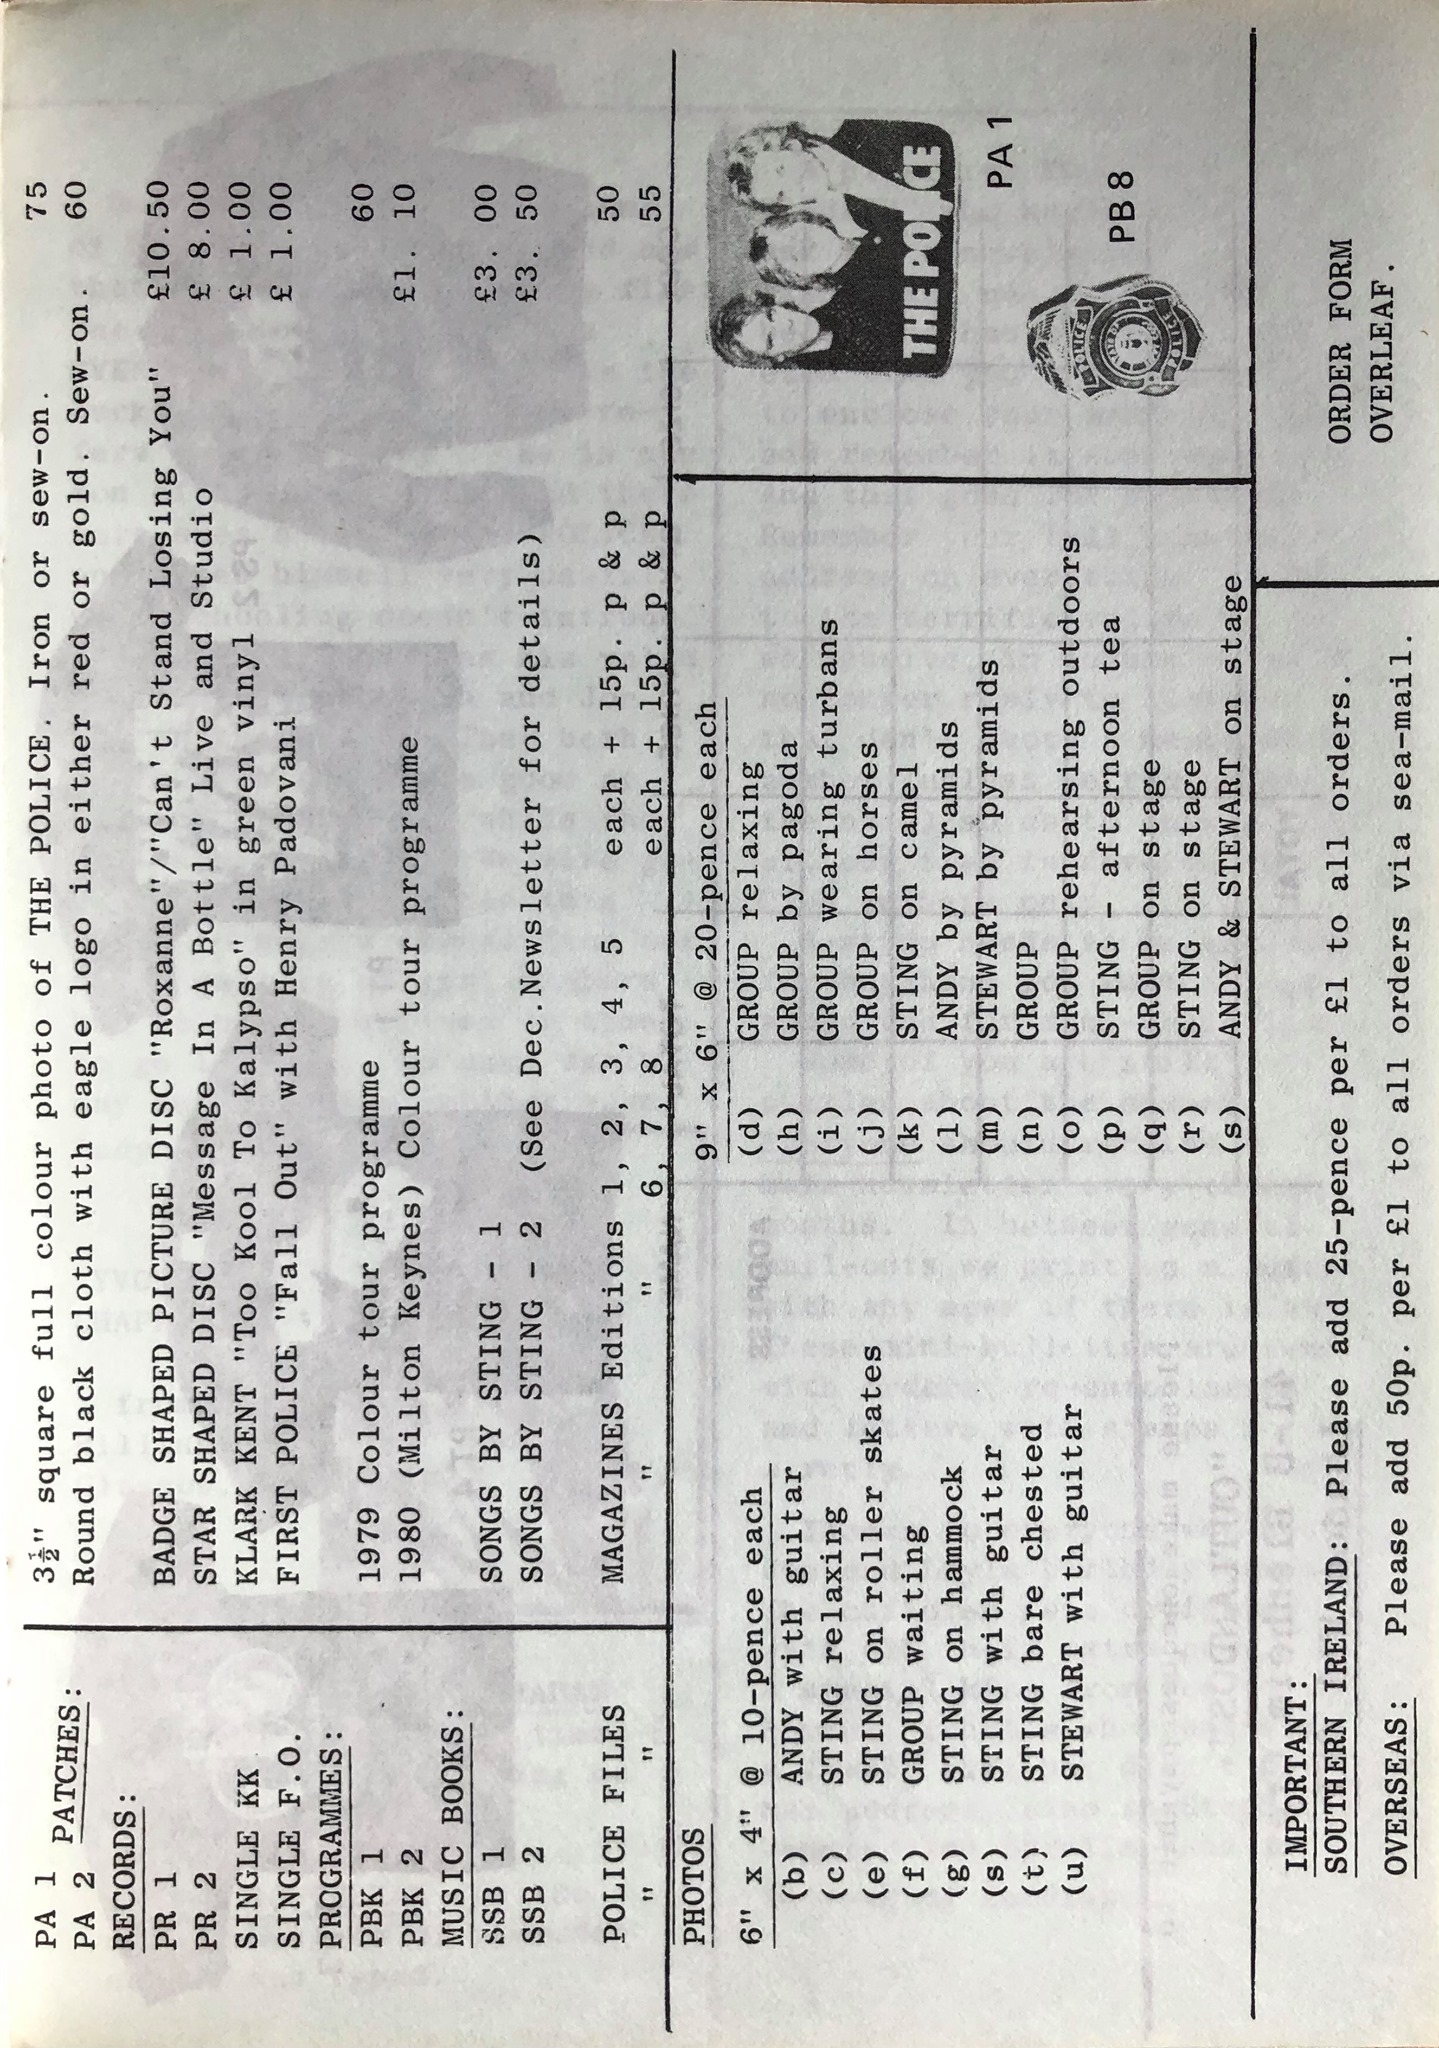 PA 1 PATCHES: 3½" square full colour photo of THE POLICE. Iron or sew-on. 75
PA 2 Round black cloth with eagle logo in either red or gold. Sew-on. 60
RECORDS:
PR 1 BADGE SHAPED PICTURE DISC "Roxanne"/"Can't Stand Losing You" £10.50
PR 2 STAR SHAPED DISC "Message In A Bottle" Live and Studio £ 8.00
SINGLE KK KLARK KENT "Too Kool To Kalypso" in green vinyl £ 1.00
SINGLE F.O. FIRST POLICE "Fall Out" with Henry Padovani £ 1.00
PROGRAMMES:
PBK 1 1979 Colour tour programme 60
PBK 2 1980 (Milton Keynes) Colour tour programme £1. 10
MUSIC BOOKS:
SSB 1 SONGS BY STING - 1 £3. 00
SSB 2 SONGS BY STING - 2 (See Dec.Newsletter for details) £3. 50
POLICE FILES MAGAZINES Editions 1, 2, 3, 4, 5 each + 15p. p & p 50
" " " " 6, 7, 8 each + 15p. p & p 55
PHOTOS
6" x 4" @ 10-pence each
(b) ANDY with guitar
(c) STING relaxing
(e) STING on roller skates
(f) GROUP waiting
(g) STING on hammock
(s) STING with guitar
(t) STING bare chested
(u) STEWART with guitar
9" x 6" @ 20-pence each
(d) GROUP relaxing
(h) GROUP by pagoda
(i) GROUP wearing turbans
(j) GROUP on horses
(k) STING on camel
(l) ANDY by pyramids
(m) STEWART by pyramids
(n) GROUP
(o) GROUP rehearsing outdoors
(p) STING - afternoon tea
(q) GROUP on stage
(r) STING on stage
(s) ANDY & STEWART on stage
THE POLICE
PA 1
POLICE
POLICE
PB 8
IMPORTANT:
SOUTHERN IRELAND: Please add 25-pence per £1 to all orders.
OVERSEAS: Please add 50p. per £1 to all orders via sea-mail.
ORDER FORM
OVERLEAF.